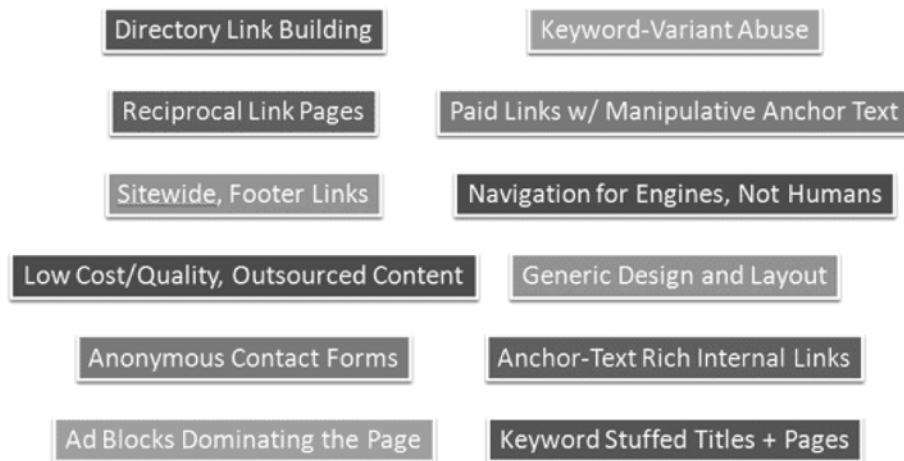 Directory Link Building
Keyword-Variant Abuse
Reciprocal Link Pages
Paid Links w/ Manipulative Anchor Text
Sitewide, Footer Links
Navigation for Engines, Not Humans
Low Cost/Quality, Outsourced Content
Generic Design and Layout
Anonymous Contact Forms
Anchor-Text Rich Internal Links
Ad Blocks Dominating the Page
Keyword Stuffed Titles + Pages